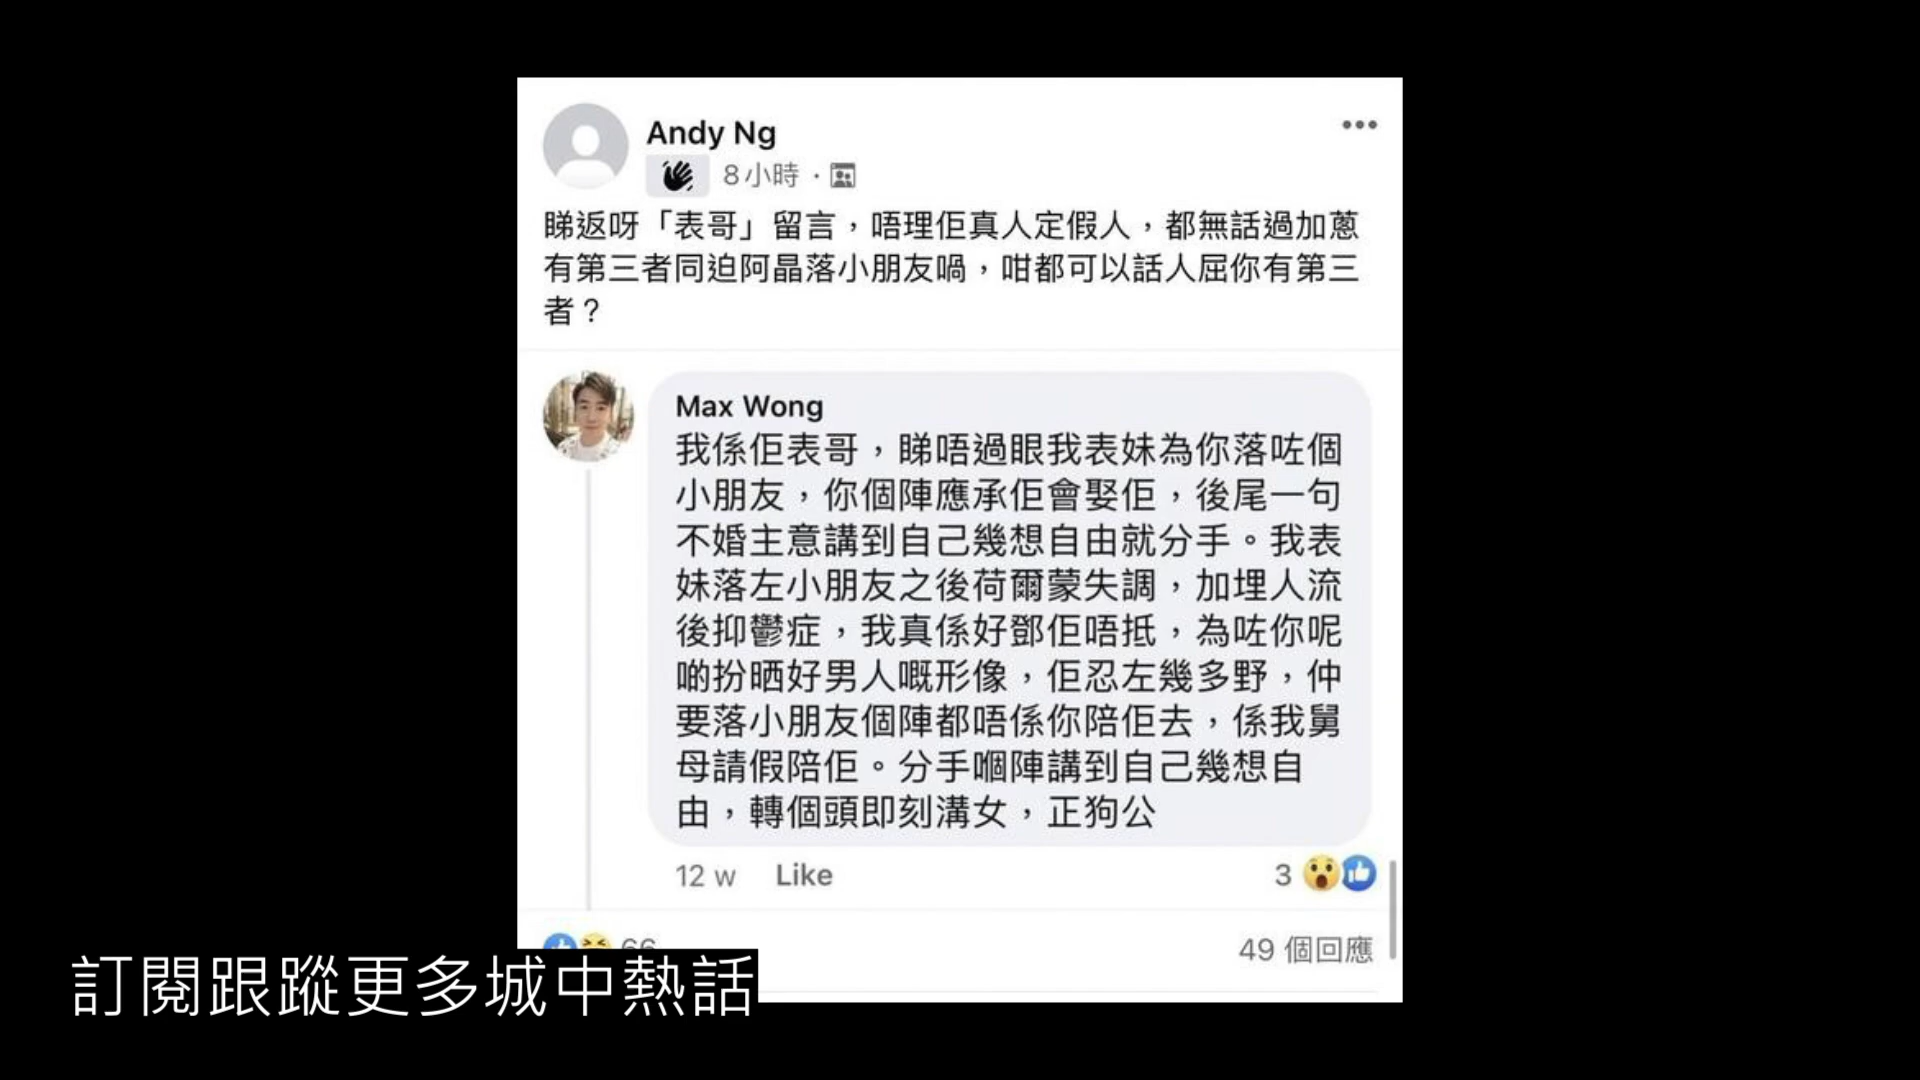 Andy Ng
8小時
睇返呀「表哥」留言，唔理佢真人定假人，都無話過加蔥
有第三者同迫阿晶落小朋友喎，咁都可以話人屈你有第三
者？
Max Wong
我係佢表哥，睇唔過眼我表妹為你落咗個
小朋友，你個陣應承佢會娶佢，後尾一句
不婚主意講到自己幾想自由就分手。我表
妹落左小朋友之後荷爾蒙失調，加埋人流
後抑鬱症，我真係好鄧佢唔抵，為咗你呢
啲扮晒好男人嘅形像，佢忍左幾多野，仲
要落小朋友個陣都唔係你陪佢去，係我舅
母請假陪佢。分手嗰陣講到自己幾想自
由，轉個頭即刻溝女，正狗公
12 w Like 3
66 49 個回應
訂閱跟蹤更多城中熱話